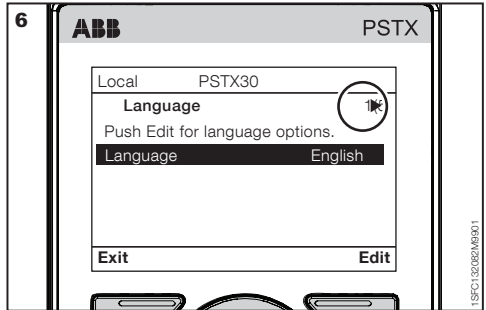 6
ABB PSTX
Local PSTX30
Language
Push Edit for language options.
Language English
Exit Edit
1SFC132082M9901